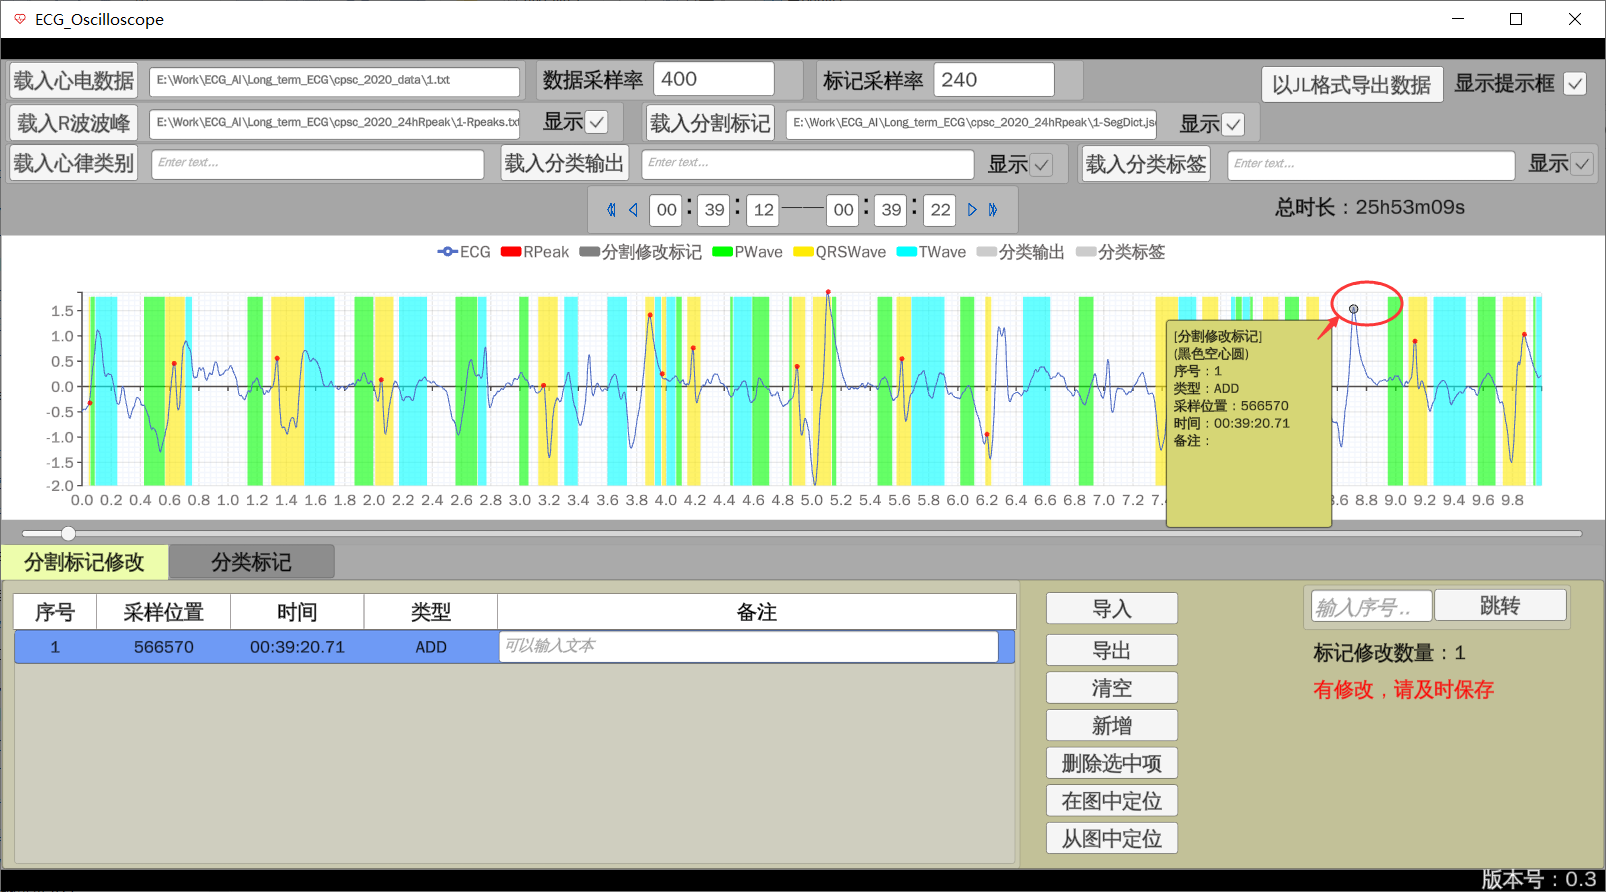 ECG_Oscilloscope
载入心电数据 E:\Work\ECG_AI\Long_term_ECG\cpsc_2020_data\1.txt 数据采样率 400 标记采样率 240 以JL格式导出数据 显示提示框
载入R波波峰 E:\Work\ECG_AI\Long_term_ECG\cpsc_2020_24hRpeak\1-Rpeaks.txt 显示 载入分割标记 E:\Work\ECG_AI\Long_term_ECG\cpsc_2020_24hRpeak\1-SegDict.js 显示
载入心律类别 Enter text... 载入分类输出 Enter text... 显示 载入分类标签 Enter text... 显示
00 : 39 : 12 —— 00 : 39 : 22 总时长：25h53m09s
ECG RPeak 分割修改标记 PWave QRSWave TWave 分类输出 分类标签
1.5
1.0
0.5
0.0
-0.5
-1.0
-1.5
-2.0
[分割修改标记]
(黑色空心圆)
序号：1
类型：ADD
采样位置：566570
时间：00:39:20.71
备注：
0.0 0.2 0.4 0.6 0.8 1.0 1.2 1.4 1.6 1.8 2.0 2.2 2.4 2.6 2.8 3.0 3.2 3.4 3.6 3.8 4.0 4.2 4.4 4.6 4.8 5.0 5.2 5.4 5.6 5.8 6.0 6.2 6.4 6.6 6.8 7.0 7.2 8.8 9.0 9.2 9.4 9.6 9.8
分割标记修改 分类标记
序号 采样位置 时间 类型 备注
1 566570 00:39:20.71 ADD 可以输入文本
导入
导出
清空
新增
删除选中项
在图中定位
从图中定位
输入序号.. 跳转
标记修改数量：1
有修改，请及时保存
版本号：0.3